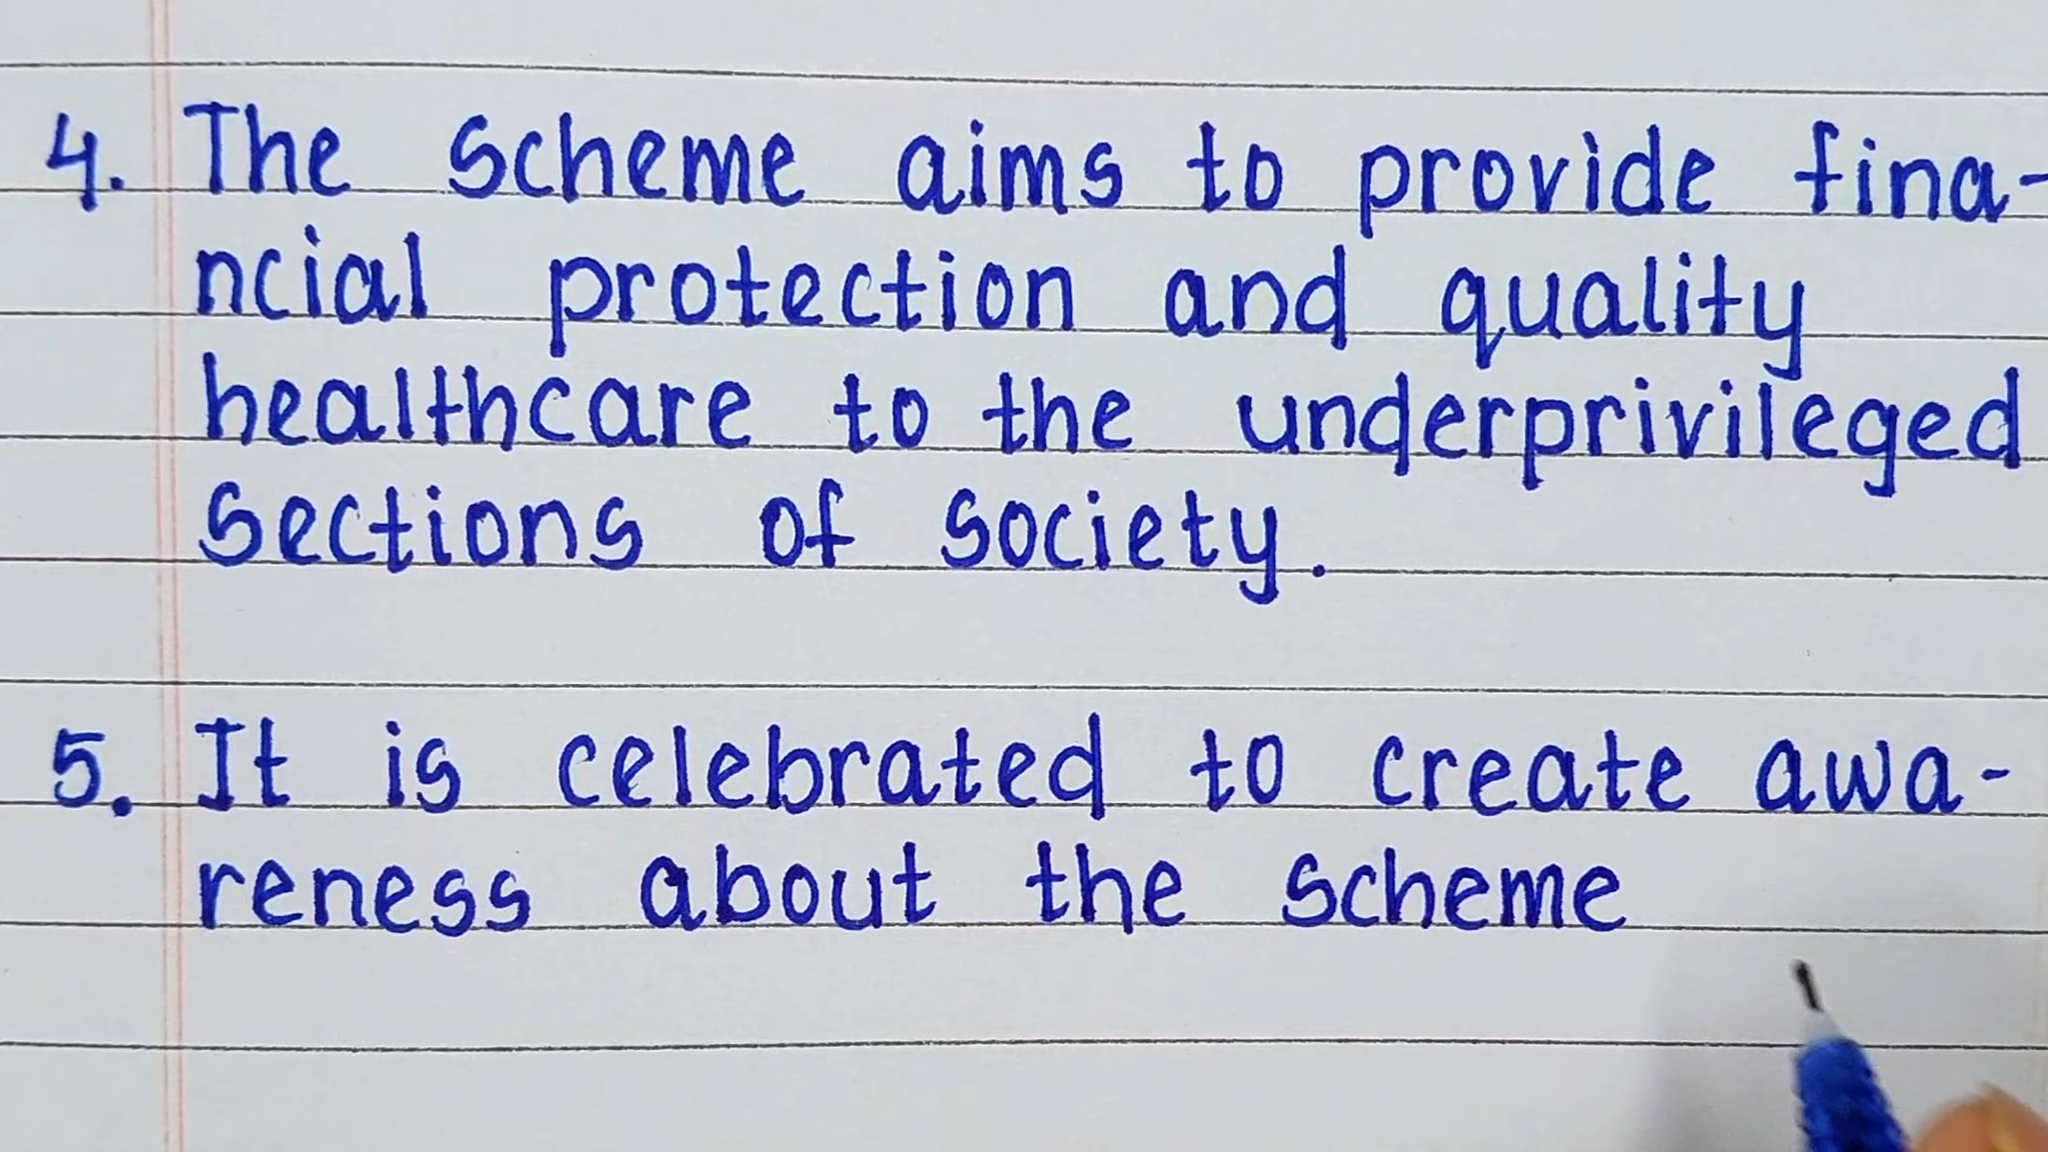 4. The scheme aims to provide fina-
ncial protection and quality
healthcare to the underprivileged
sections of society.
5. It is celebrated to create awa-
reness about the scheme